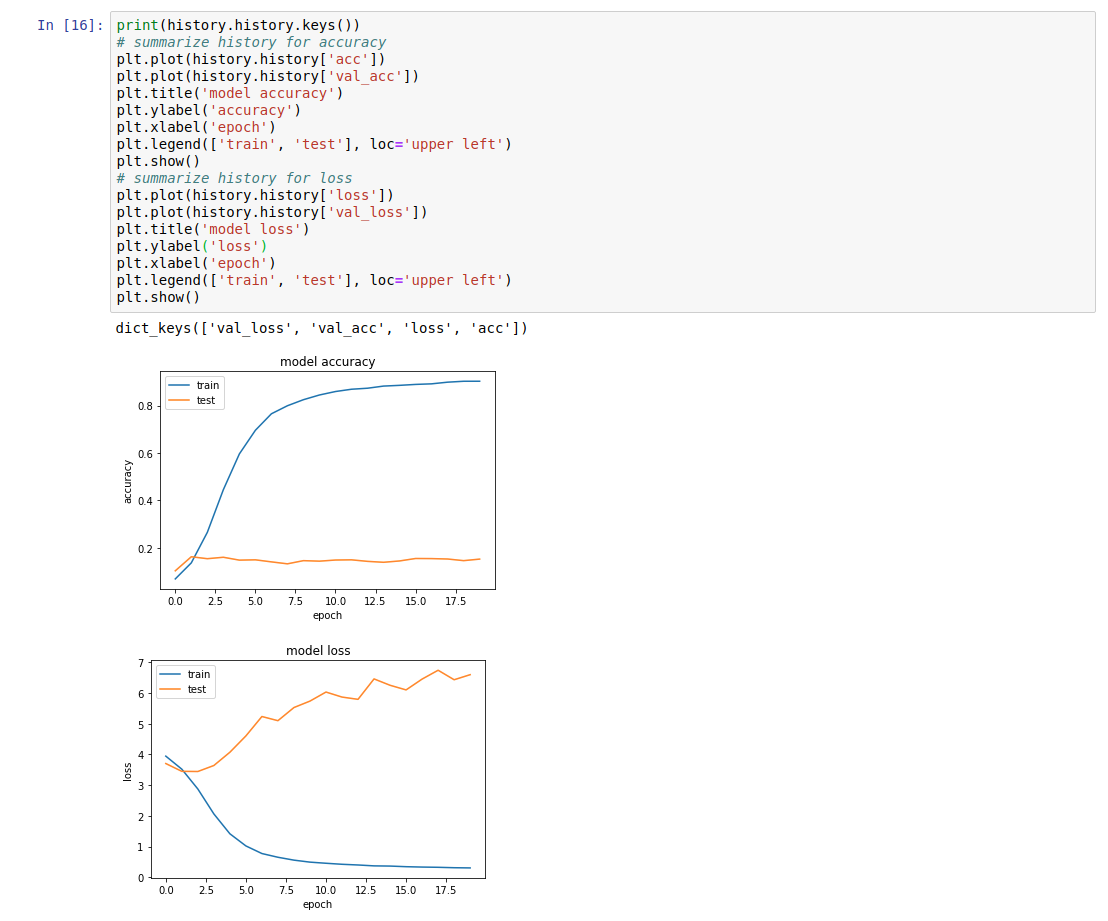 In [16]:
print(history.history.keys())
# summarize history for accuracy
plt.plot(history.history['acc'])
plt.plot(history.history['val_acc'])
plt.title('model accuracy')
plt.ylabel('accuracy')
plt.xlabel('epoch')
plt.legend(['train', 'test'], loc='upper left')
plt.show()
# summarize history for loss
plt.plot(history.history['loss'])
plt.plot(history.history['val_loss'])
plt.title('model loss')
plt.ylabel('loss')
plt.xlabel('epoch')
plt.legend(['train', 'test'], loc='upper left')
plt.show()
dict_keys(['val_loss', 'val_acc', 'loss', 'acc'])
model accuracy
train
test
0.8
0.6
0.4
0.2
accuracy
0.0 2.5 5.0 7.5 10.0 12.5 15.0 17.5
epoch
model loss
train
test
7
6
5
4
3
2
1
0
loss
0.0 2.5 5.0 7.5 10.0 12.5 15.0 17.5
epoch